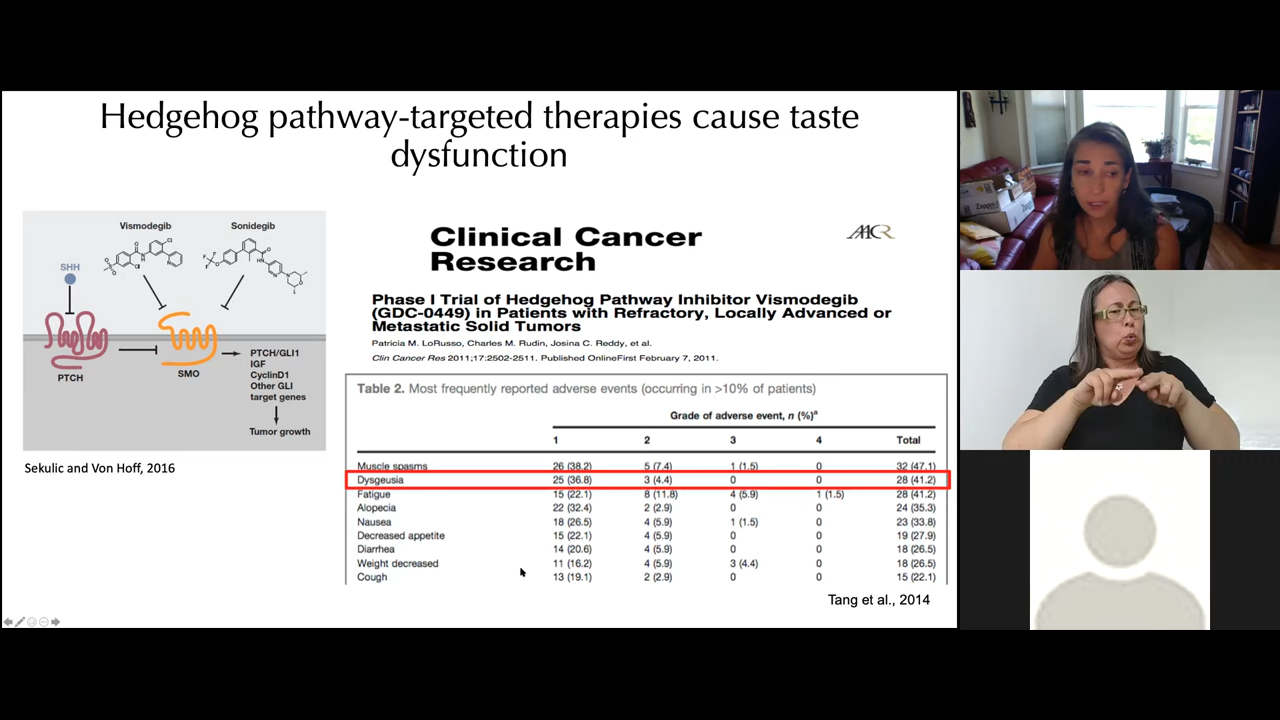 Hedgehog pathway-targeted therapies cause taste
dysfunction
Vismodegib
Sonidegib
SHH
PTCH
SMO
PTCH/GLI1
IGF
CyclinD1
Other GLI
target genes
Tumor growth
Sekulic and Von Hoff, 2016
Clinical Cancer
Research
AACR
Phase I Trial of Hedgehog Pathway Inhibitor Vismodegib
(GDC-0449) in Patients with Refractory, Locally Advanced or
Metastatic Solid Tumors
Patricia M. LoRusso, Charles M. Rudin, Josina C. Reddy, et al.
Clin Cancer Res 2011;17:2502-2511. Published OnlineFirst February 7, 2011.
Table 2. Most frequently reported adverse events (occurring in >10% of patients)
Grade of adverse event, n (%)a
1 2 3 4 Total
Muscle spasms 26 (38.2) 5 (7.4) 1 (1.5) 0 32 (47.1)
Dysgeusia 25 (36.8) 3 (4.4) 0 0 28 (41.2)
Fatigue 15 (22.1) 8 (11.8) 4 (5.9) 1 (1.5) 28 (41.2)
Alopecia 22 (32.4) 2 (2.9) 0 0 24 (35.3)
Nausea 18 (26.5) 4 (5.9) 1 (1.5) 0 23 (33.8)
Decreased appetite 15 (22.1) 4 (5.9) 0 0 19 (27.9)
Diarrhea 14 (20.6) 4 (5.9) 0 0 18 (26.5)
Weight decreased 11 (16.2) 4 (5.9) 3 (4.4) 0 18 (26.5)
Cough 13 (19.1) 2 (2.9) 0 0 15 (22.1)
Tang et al., 2014